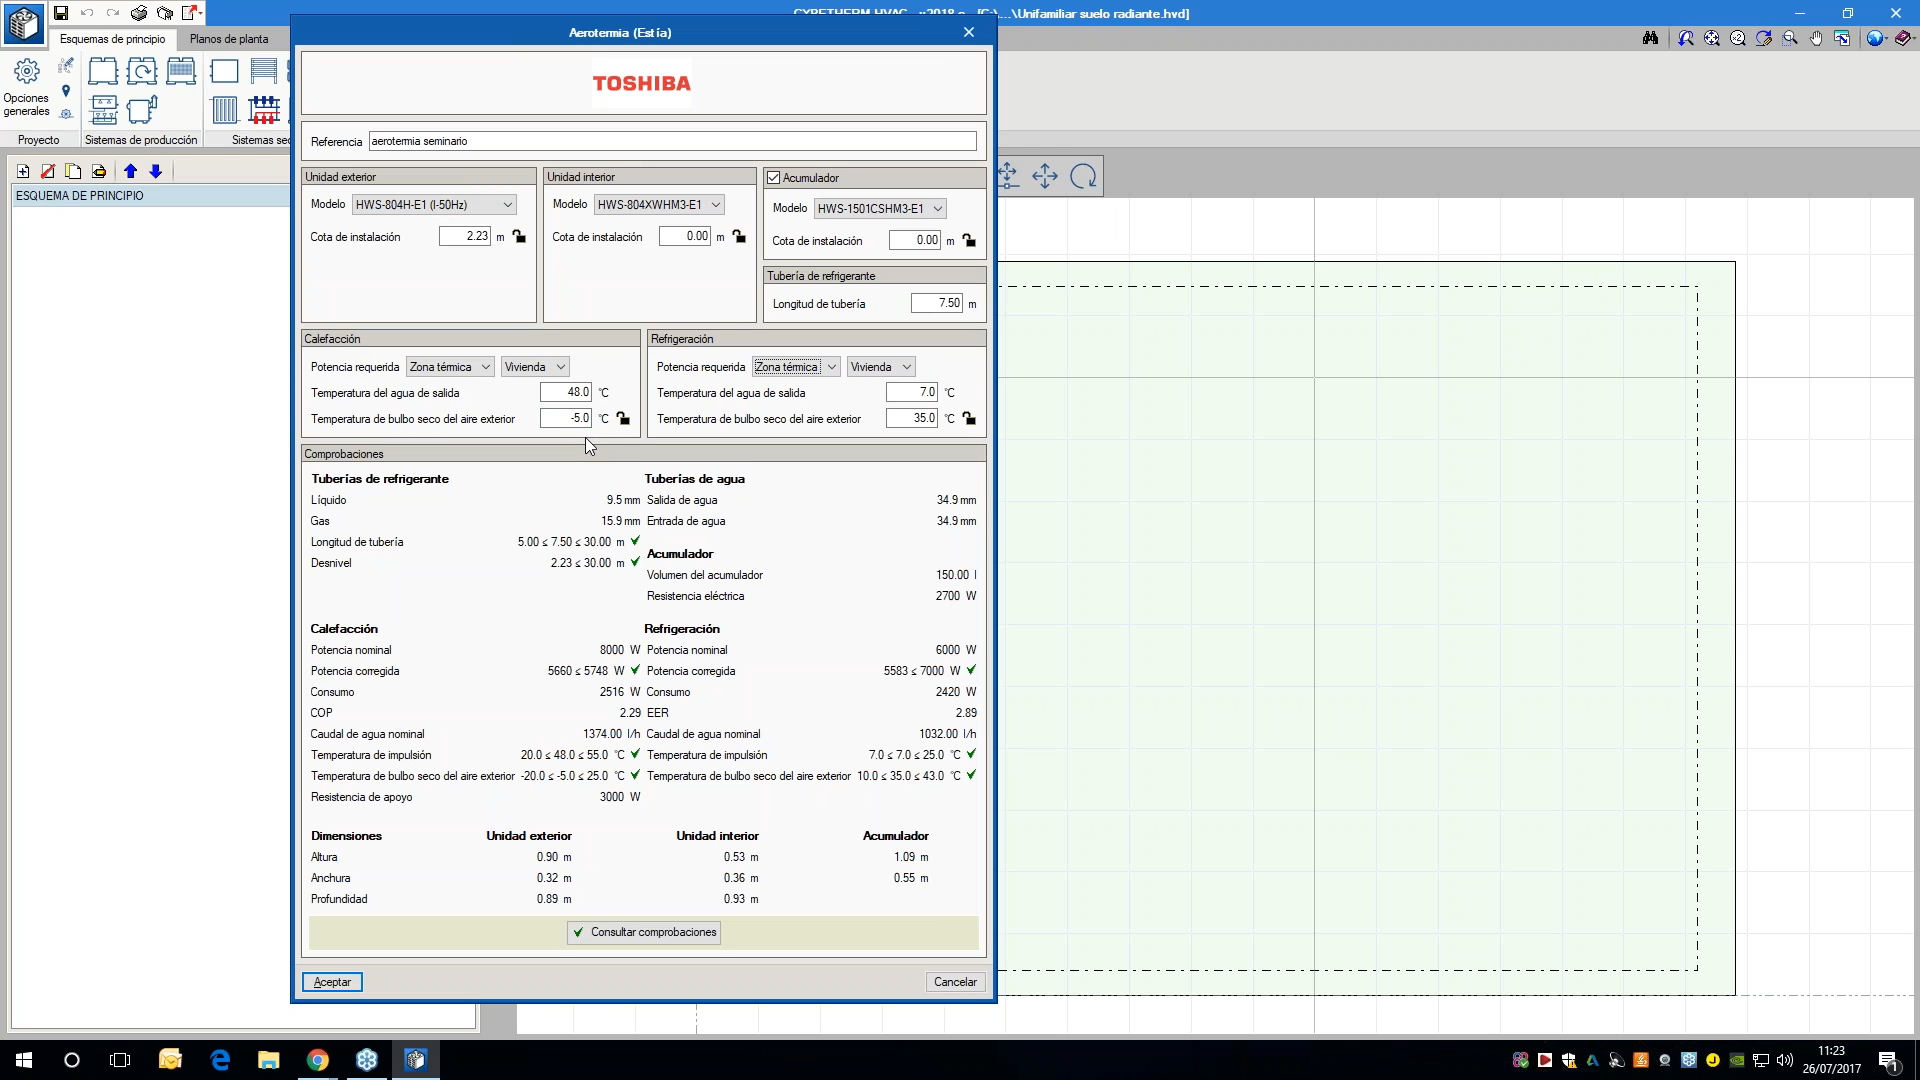 CYPETHERM HVAC - v2018.a - [C:\...\Unifamiliar suelo radiante.hvd]
Esquemas de principio
Planos de planta
Opciones generales
Proyecto
Sistemas de producción
Sistemas sec
ESQUEMA DE PRINCIPIO
Aerotermia (Estía)
TOSHIBA
Referencia aerotermia seminario
Unidad exterior
Modelo HWS-804H-E1 (I-50Hz)
Cota de instalación 2.23 m
Unidad interior
Modelo HWS-804XWHM3-E1
Cota de instalación 0.00 m
Acumulador
Modelo HWS-1501CSHM3-E1
Cota de instalación 0.00 m
Tubería de refrigerante
Longitud de tubería 7.50 m
Calefacción
Potencia requerida Zona térmica Vivienda
Temperatura del agua de salida 48.0 °C
Temperatura de bulbo seco del aire exterior -5.0 °C
Refrigeración
Potencia requerida Zona térmica Vivienda
Temperatura del agua de salida 7.0 °C
Temperatura de bulbo seco del aire exterior 35.0 °C
Comprobaciones
Tuberías de refrigerante
Líquido 9.5 mm
Gas 15.9 mm
Longitud de tubería 5.00 ≤ 7.50 ≤ 30.00 m
Desnivel 2.23 ≤ 30.00 m
Tuberías de agua
Salida de agua 34.9 mm
Entrada de agua 34.9 mm
Acumulador
Volumen del acumulador 150.00 l
Resistencia eléctrica 2700 W
Calefacción
Potencia nominal 8000 W
Potencia corregida 5660 ≤ 5748 W
Consumo 2516 W
COP 2.29
Caudal de agua nominal 1374.00 l/h
Temperatura de impulsión 20.0 ≤ 48.0 ≤ 55.0 °C
Temperatura de bulbo seco del aire exterior -20.0 ≤ -5.0 ≤ 25.0 °C
Resistencia de apoyo 3000 W
Refrigeración
Potencia nominal 6000 W
Potencia corregida 5583 ≤ 7000 W
Consumo 2420 W
EER 2.89
Caudal de agua nominal 1032.00 l/h
Temperatura de impulsión 7.0 ≤ 7.0 ≤ 25.0 °C
Temperatura de bulbo seco del aire exterior 10.0 ≤ 35.0 ≤ 43.0 °C
Dimensiones Unidad exterior Unidad interior Acumulador
Altura 0.90 m 0.53 m 1.09 m
Anchura 0.32 m 0.36 m 0.55 m
Profundidad 0.89 m 0.93 m
Consultar comprobaciones
Aceptar
Cancelar
11:23
26/07/2017
1